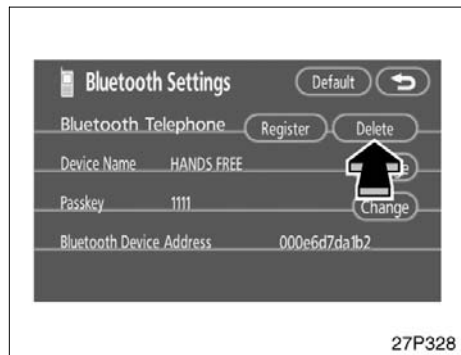 Bluetooth Settings Default
Bluetooth Telephone Register Delete
Device Name HANDS FREE
Passkey 1111 Change
Bluetooth Device Address 000e6d7da1b2
27P328